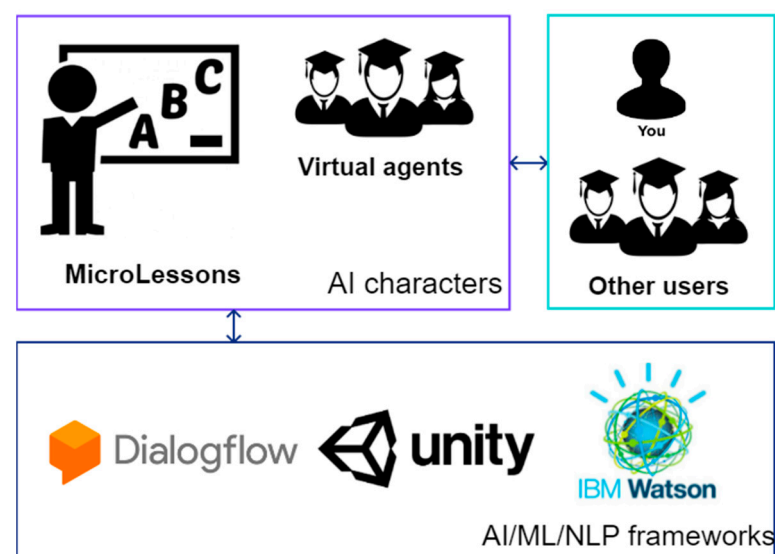 A B C
Virtual agents
MicroLessons
AI characters
You
Other users
Dialogflow
unity
IBM Watson
AI/ML/NLP frameworks